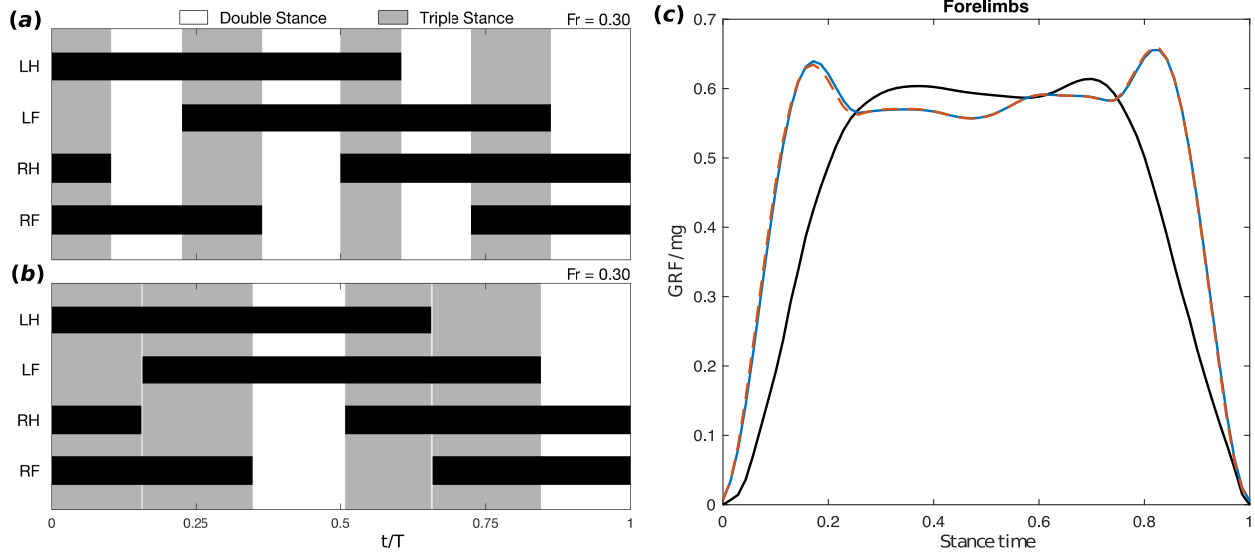 (a)
Double Stance
Triple Stance
Fr = 0.30
LH
LF
RH
RF
(b)
Fr = 0.30
LH
LF
RH
RF
0
0.25
0.5
0.75
1
t/T
(c)
Forelimbs
0.7
0.6
0.5
0.4
0.3
0.2
0.1
0
GRF/mg
0
0.2
0.4
0.6
0.8
1
Stance time